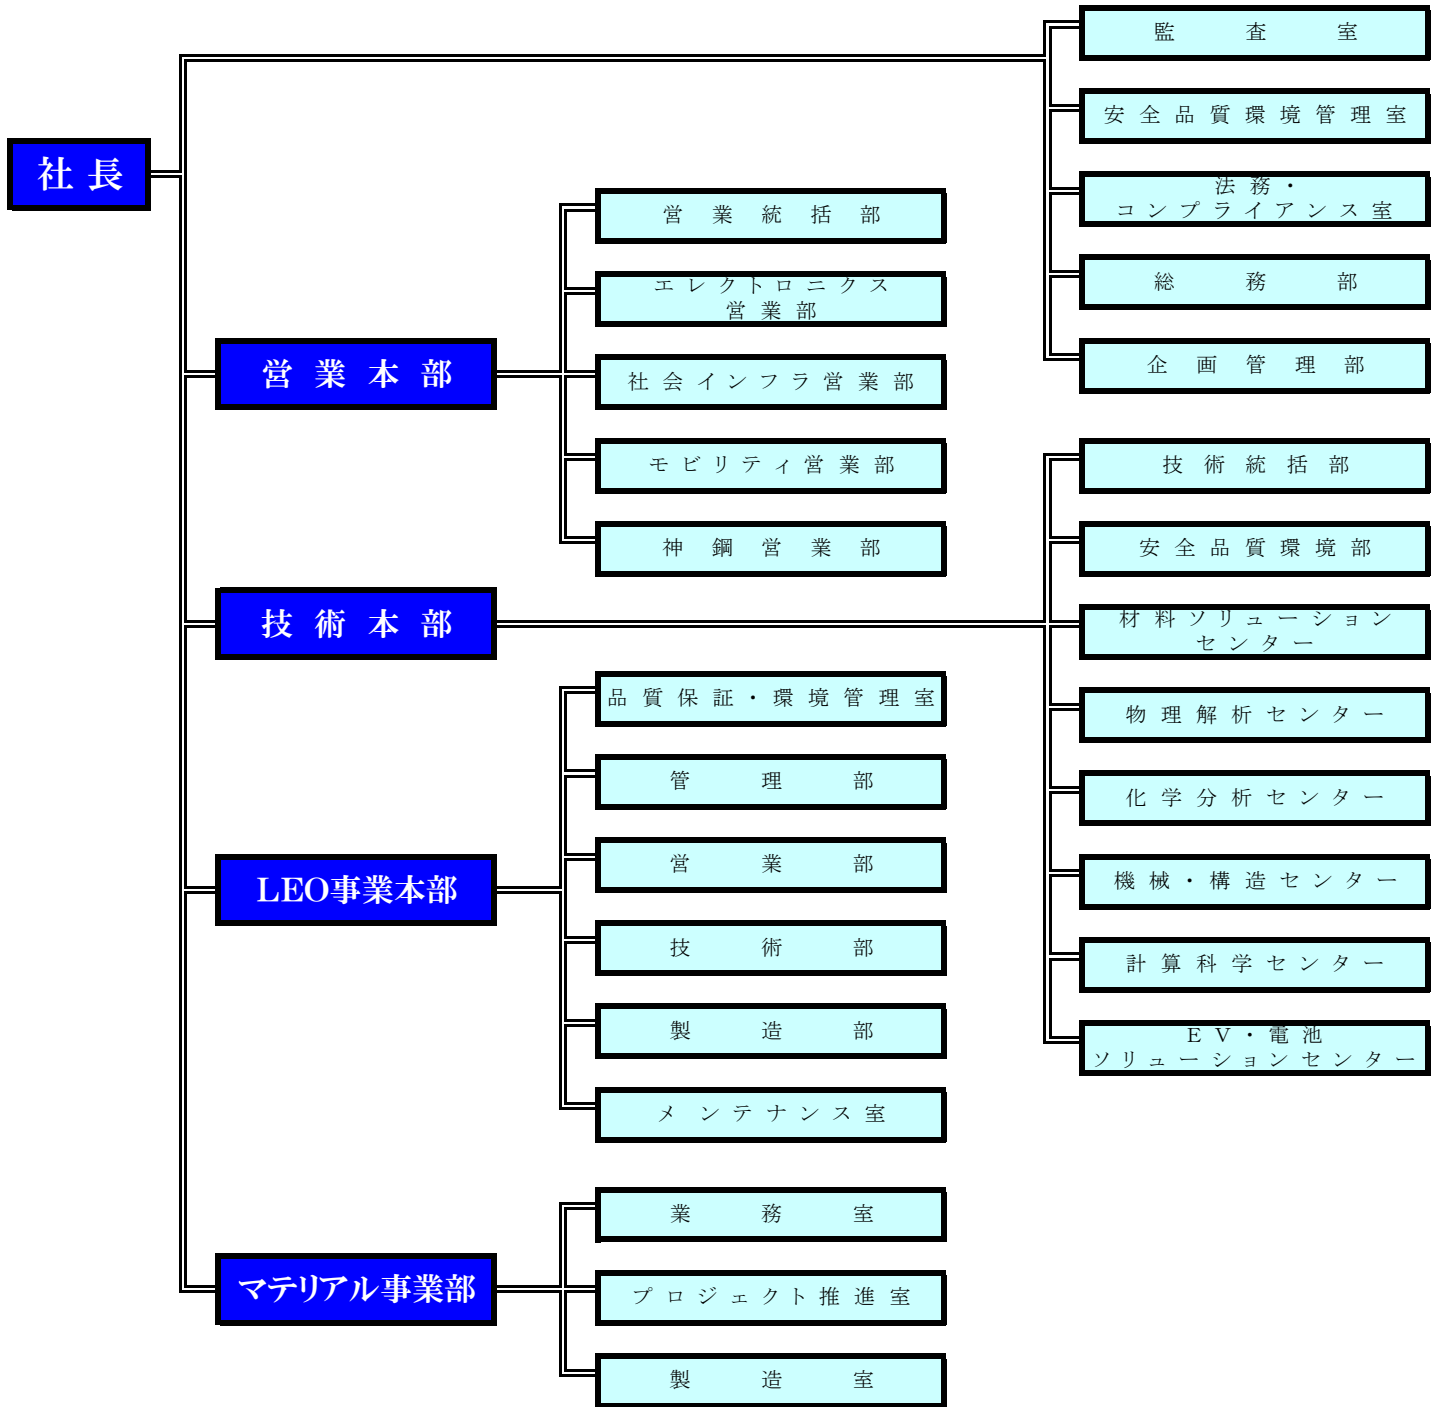 社長
監査室
安全品質環境管理室
法務・
コンプライアンス室
総務部
企画管理部
営業本部
営業統括部
エレクトロニクス
営業部
社会インフラ営業部
モビリティ営業部
神鋼営業部
技術本部
技術統括部
安全品質環境部
材料ソリューション
センター
物理解析センター
化学分析センター
機械・構造センター
計算科学センター
EV・電池
ソリューションセンター
LEO事業本部
品質保証・環境管理室
管理部
営業部
技術部
製造部
メンテナンス室
マテリアル事業部
業務室
プロジェクト推進室
製造室